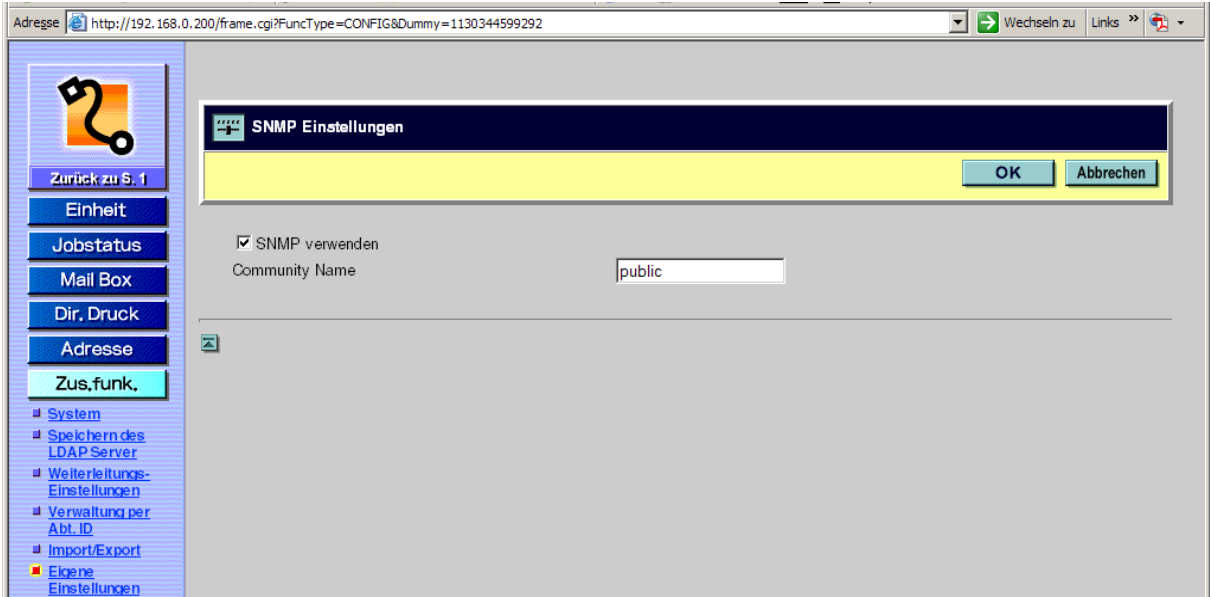 Adresse http://192.168.0.200/frame.cgi?FuncType=CONFIG&Dummy=1130344599292 Wechseln zu Links »
SNMP Einstellungen
OK Abbrechen
SNMP verwenden
Community Name public
Zurück zu S. 1
Einheit
Jobstatus
Mail Box
Dir. Druck
Adresse
Zus.funk.
System
Speichern des
LDAP Server
Weiterleitungs-
Einstellungen
Verwaltung per
Abt. ID
Import/Export
Eigene
Einstellungen